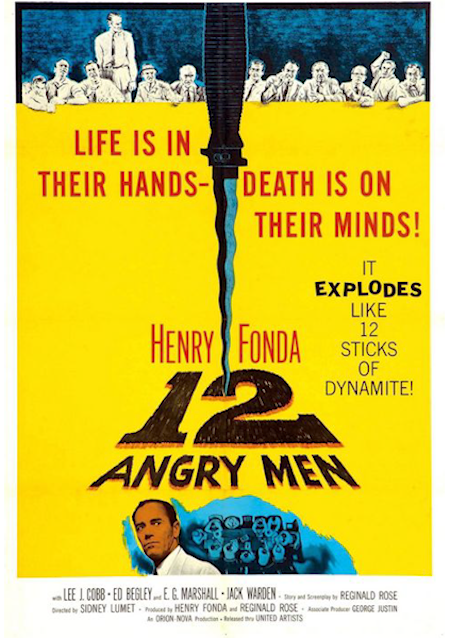 LIFE IS IN
THEIR HANDS- DEATH IS ON
THEIR MINDS!
IT
EXPLODES
LIKE
12
STICKS
OF
DYNAMITE!
HENRY FONDA
12
ANGRY MEN
with LEE J. COBB • ED BEGLEY and E. G. MARSHALL • JACK WARDEN • Story and Screenplay by REGINALD ROSE
Directed by SIDNEY LUMET • Produced by HENRY FONDA and REGINALD ROSE • Associate Producer GEORGE JUSTIN
An ORION-NOVA Production • Released thru UNITED ARTISTS